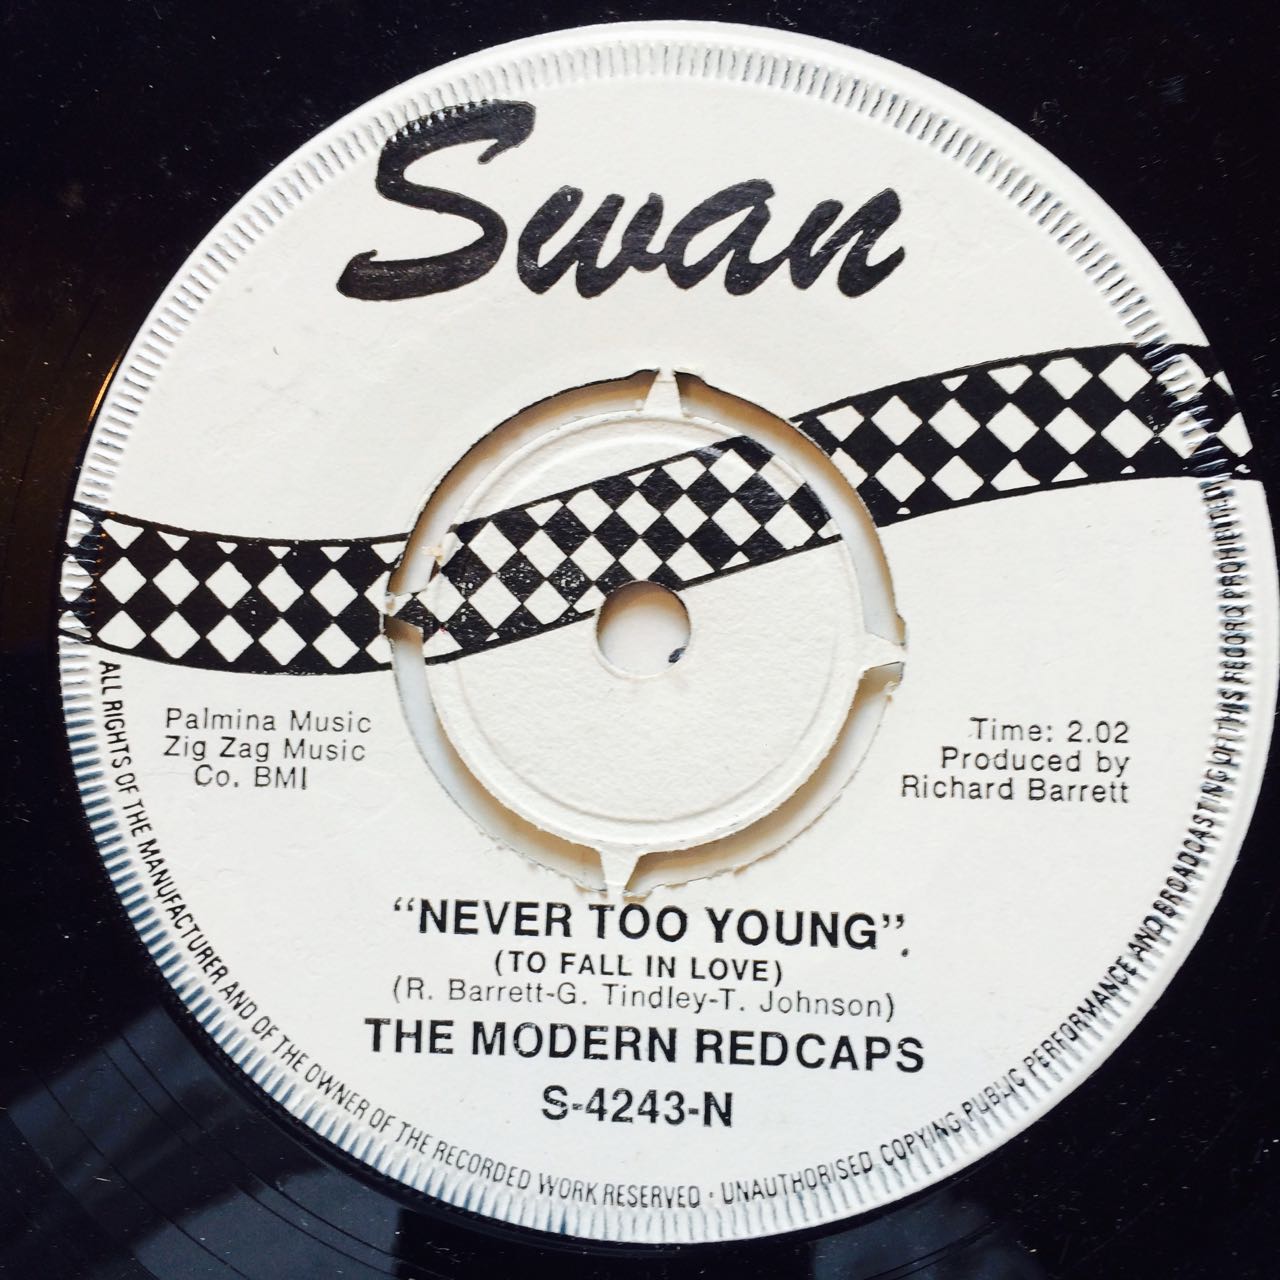 Swan
Palmina Music
Zig Zag Music
Co. BMI
Time: 2.02
Produced by
Richard Barrett
"NEVER TOO YOUNG".
(TO FALL IN LOVE)
(R. Barrett-G. Tindley-T. Johnson)
THE MODERN REDCAPS
S-4243-N
ALL RIGHTS OF THE MANUFACTURER AND OF THE OWNER OF THE RECORDED WORK RESERVED · UNAUTHORISED COPYING PUBLIC PERFORMANCE AND BROADCASTING OF THIS RECORD PROHIBITED